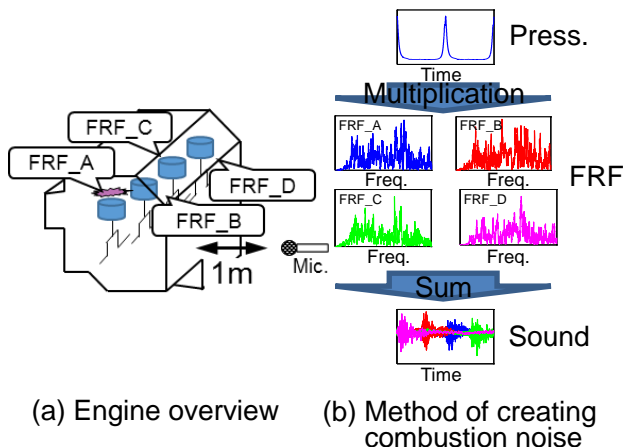 FRF_C
FRF_A
FRF_D
FRF_B
1m
Mic.
(a) Engine overview
Press.
Time
Multiplication
FRF_A
FRF_B
Freq.
Freq.
FRF
FRF_C
FRF_D
Freq.
Freq.
Sum
Sound
Time
(b) Method of creating
combustion noise